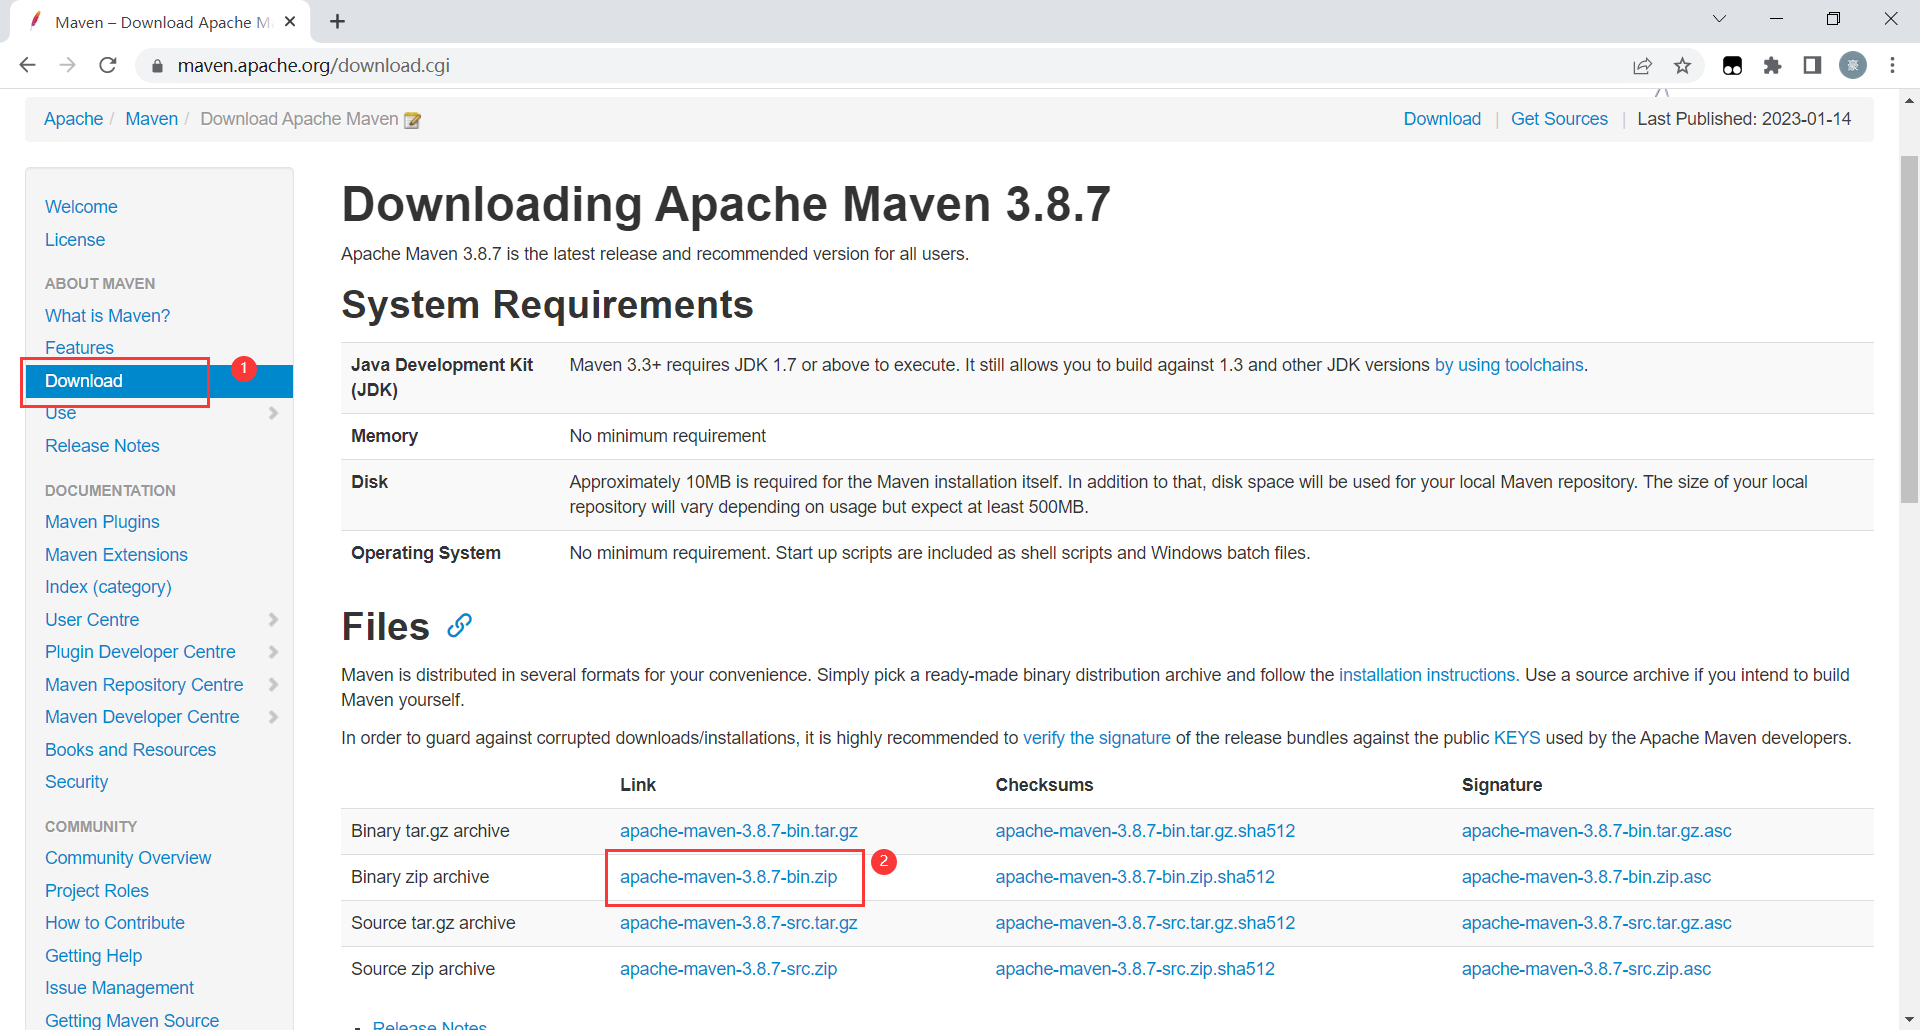 Maven – Download Apache M
maven.apache.org/download.cgi
豪
Apache / Maven / Download Apache Maven
Download | Get Sources | Last Published: 2023-01-14
Welcome
License
ABOUT MAVEN
What is Maven?
Features
Download
1
Use
Release Notes
DOCUMENTATION
Maven Plugins
Maven Extensions
Index (category)
User Centre
Plugin Developer Centre
Maven Repository Centre
Maven Developer Centre
Books and Resources
Security
COMMUNITY
Community Overview
Project Roles
How to Contribute
Getting Help
Issue Management
Getting Maven Source
Downloading Apache Maven 3.8.7
Apache Maven 3.8.7 is the latest release and recommended version for all users.
System Requirements
Java Development Kit (JDK)
Maven 3.3+ requires JDK 1.7 or above to execute. It still allows you to build against 1.3 and other JDK versions by using toolchains.
Memory
No minimum requirement
Disk
Approximately 10MB is required for the Maven installation itself. In addition to that, disk space will be used for your local Maven repository. The size of your local
repository will vary depending on usage but expect at least 500MB.
Operating System
No minimum requirement. Start up scripts are included as shell scripts and Windows batch files.
Files
Maven is distributed in several formats for your convenience. Simply pick a ready-made binary distribution archive and follow the installation instructions. Use a source archive if you intend to build
Maven yourself.
In order to guard against corrupted downloads/installations, it is highly recommended to verify the signature of the release bundles against the public KEYS used by the Apache Maven developers.
Link Checksums Signature
Binary tar.gz archive apache-maven-3.8.7-bin.tar.gz apache-maven-3.8.7-bin.tar.gz.sha512 apache-maven-3.8.7-bin.tar.gz.asc
Binary zip archive apache-maven-3.8.7-bin.zip 2 apache-maven-3.8.7-bin.zip.sha512 apache-maven-3.8.7-bin.zip.asc
Source tar.gz archive apache-maven-3.8.7-src.tar.gz apache-maven-3.8.7-src.tar.gz.sha512 apache-maven-3.8.7-src.tar.gz.asc
Source zip archive apache-maven-3.8.7-src.zip apache-maven-3.8.7-src.zip.sha512 apache-maven-3.8.7-src.zip.asc
Release Notes